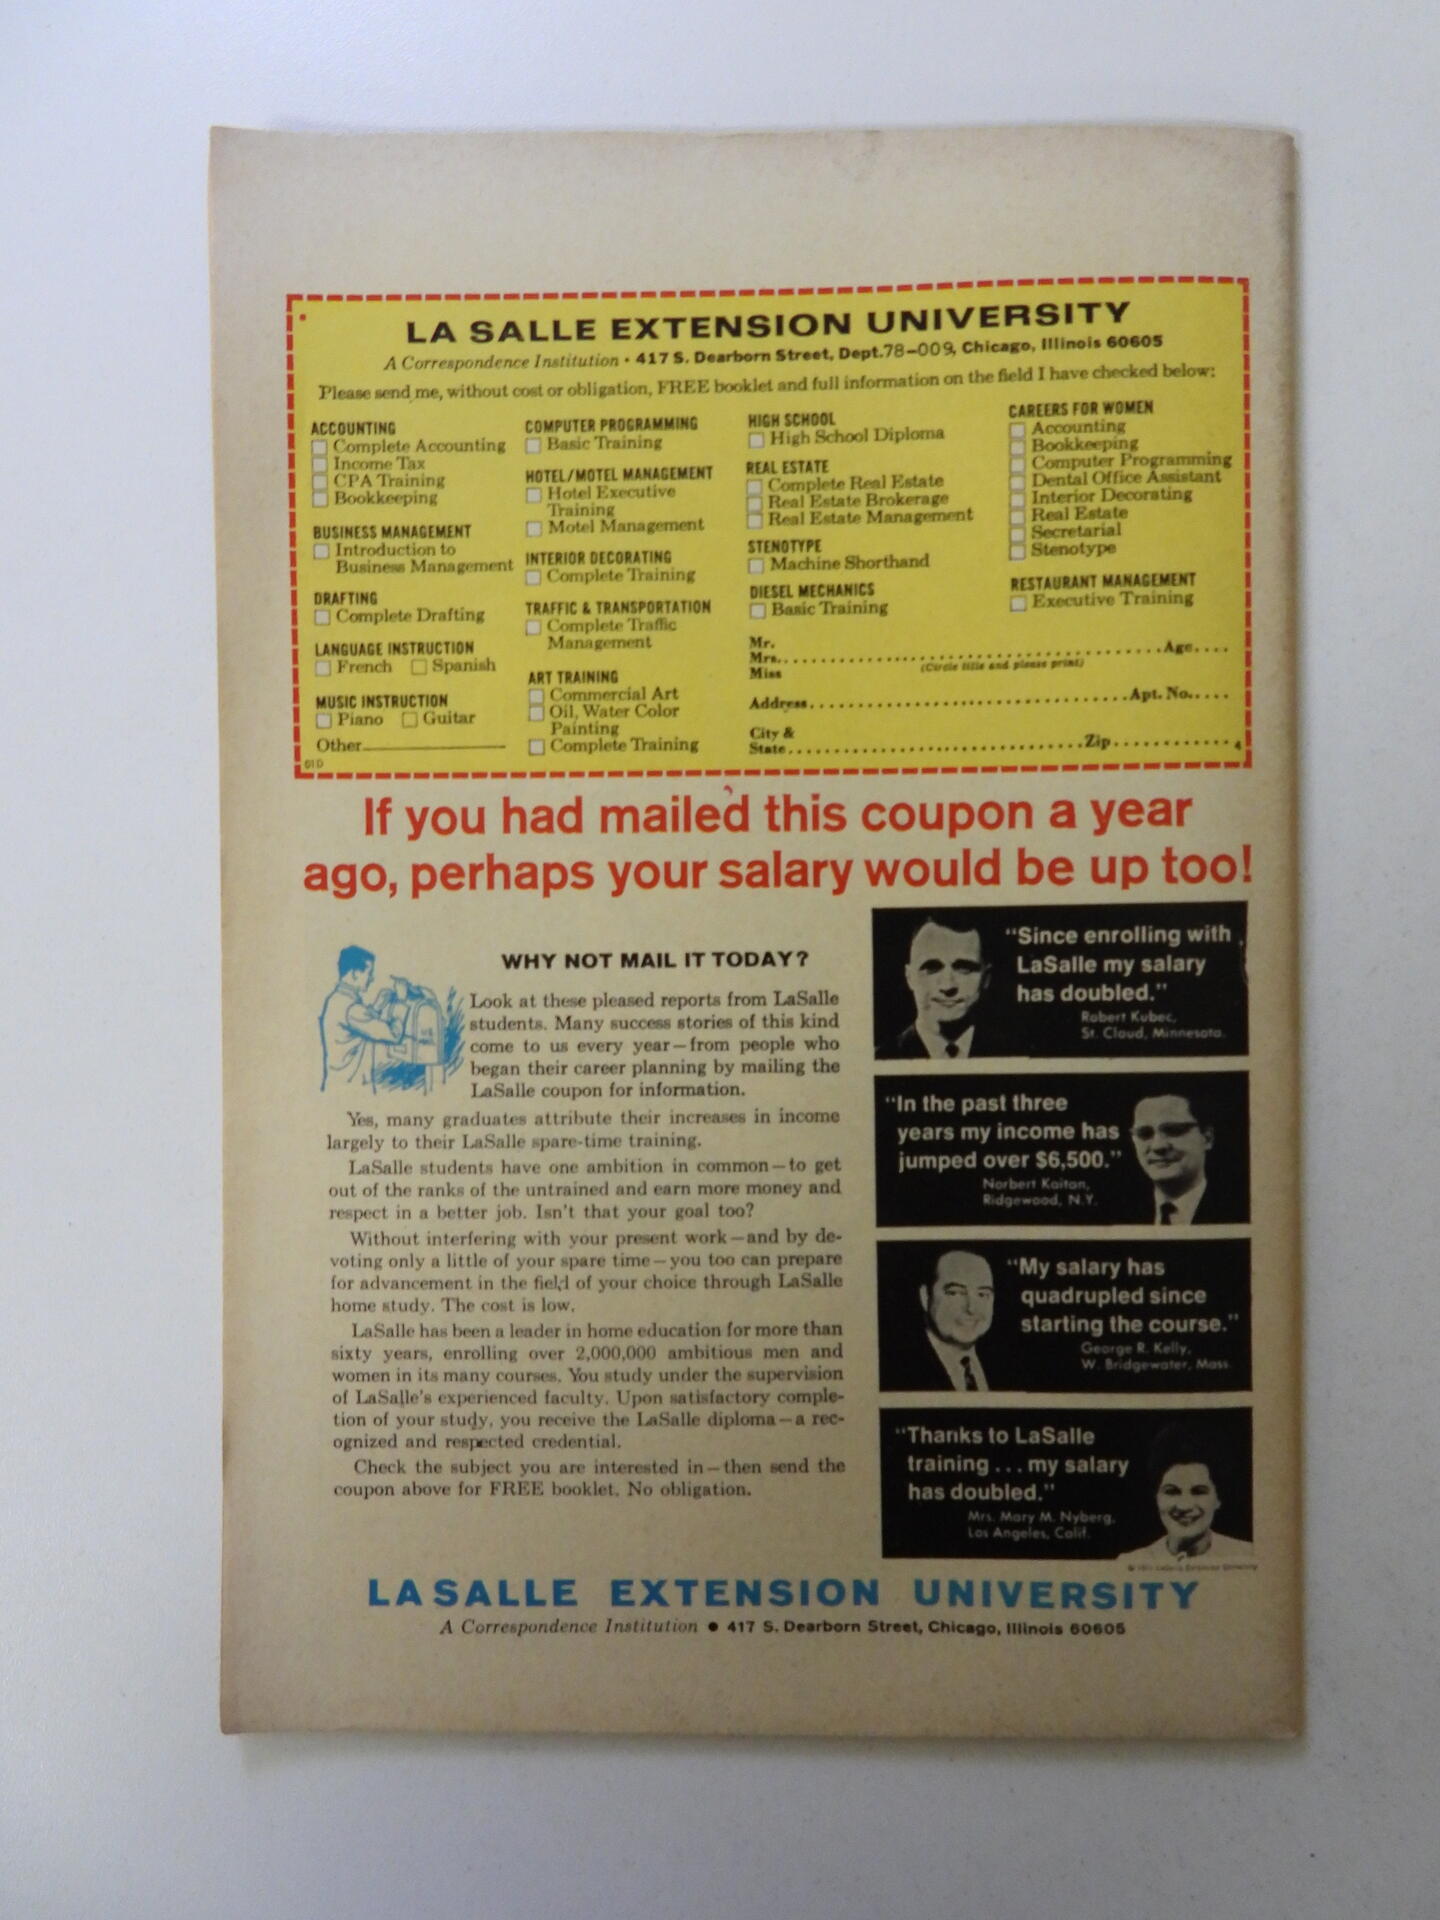 LA SALLE EXTENSION UNIVERSITY
A Correspondence Institution • 417 S. Dearborn Street, Dept.78-009, Chicago, Illinois 60605
Please send me, without cost or obligation, FREE booklet and full information on the field I have checked below:
ACCOUNTING
Complete Accounting
Income Tax
CPA Training
Bookkeeping
BUSINESS MANAGEMENT
Introduction to
Business Management
DRAFTING
Complete Drafting
LANGUAGE INSTRUCTION
French Spanish
MUSIC INSTRUCTION
Piano Guitar
Other
61D
COMPUTER PROGRAMMING
Basic Training
HOTEL/MOTEL MANAGEMENT
Hotel Executive
Training
Motel Management
INTERIOR DECORATING
Complete Training
TRAFFIC & TRANSPORTATION
Complete Traffic
Management
ART TRAINING
Commercial Art
Oil, Water Color
Painting
Complete Training
HIGH SCHOOL
High School Diploma
REAL ESTATE
Complete Real Estate
Real Estate Brokerage
Real Estate Management
STENOTYPE
Machine Shorthand
DIESEL MECHANICS
Basic Training
CAREERS FOR WOMEN
Accounting
Bookkeeping
Computer Programming
Dental Office Assistant
Interior Decorating
Real Estate
Secretarial
Stenotype
RESTAURANT MANAGEMENT
Executive Training
Mr.
Mrs. Age
(Circle title and please print)
Miss
Address Apt. No.
City &
State Zip 4
If you had mailed this coupon a year
ago, perhaps your salary would be up too!
WHY NOT MAIL IT TODAY?
Look at these pleased reports from LaSalle
students. Many success stories of this kind
come to us every year—from people who
began their career planning by mailing the
LaSalle coupon for information.
Yes, many graduates attribute their increases in income
largely to their LaSalle spare-time training.
LaSalle students have one ambition in common—to get
out of the ranks of the untrained and earn more money and
respect in a better job. Isn't that your goal too?
Without interfering with your present work—and by de-
voting only a little of your spare time—you too can prepare
for advancement in the field of your choice through LaSalle
home study. The cost is low.
LaSalle has been a leader in home education for more than
sixty years, enrolling over 2,000,000 ambitious men and
women in its many courses. You study under the supervision
of LaSalle's experienced faculty. Upon satisfactory comple-
tion of your study, you receive the LaSalle diploma—a rec-
ognized and respected credential.
Check the subject you are interested in—then send the
coupon above for FREE booklet. No obligation.
"Since enrolling with
LaSalle my salary
has doubled."
Robert Kubec,
St. Cloud, Minnesota.
"In the past three
years my income has
jumped over $6,500."
Norbert Kaitan,
Ridgewood, N.Y.
"My salary has
quadrupled since
starting the course."
George R. Kelly,
W. Bridgewater, Mass.
"Thanks to LaSalle
training . . . my salary
has doubled."
Mrs. Mary M. Nyberg,
Los Angeles, Calif.
LA SALLE EXTENSION UNIVERSITY
A Correspondence Institution • 417 S. Dearborn Street, Chicago, Illinois 60605